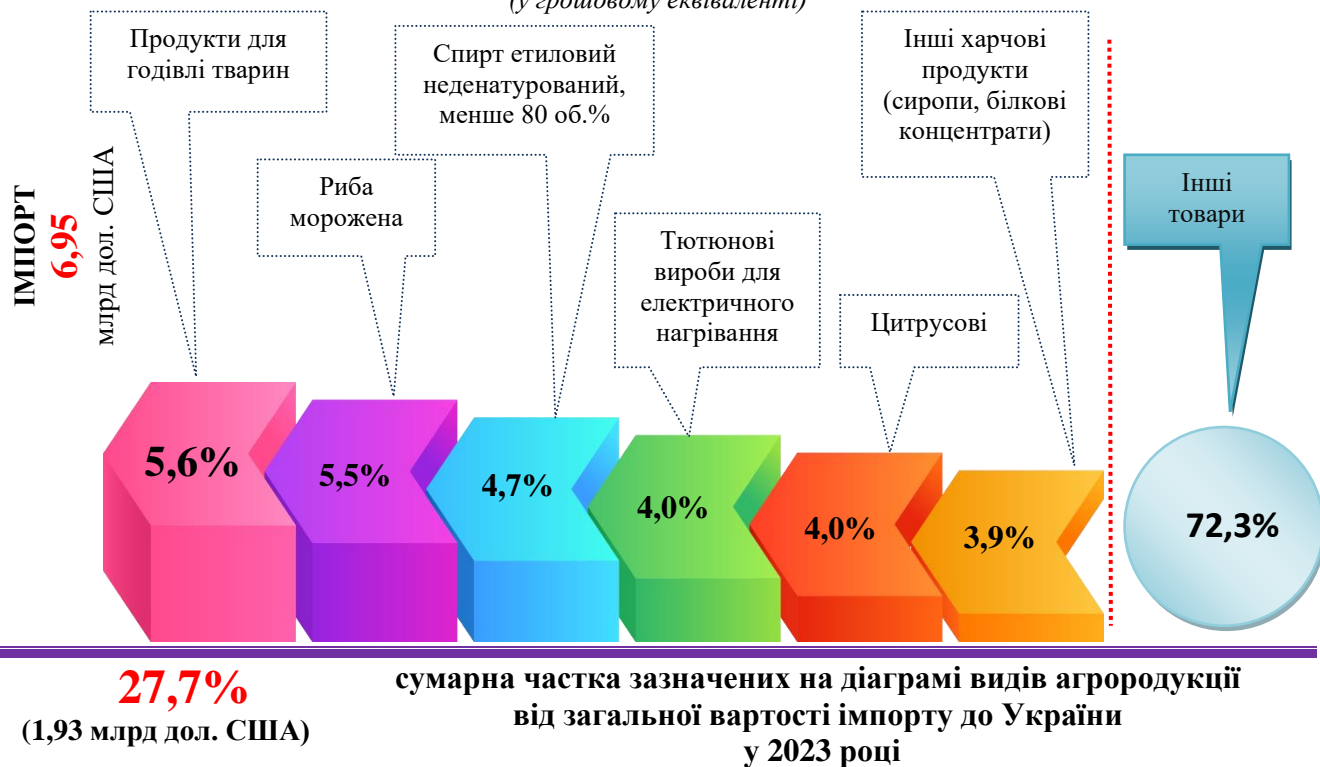 (у грошовому еквіваленті)
Продукти для
годівлі тварин
Спирт етиловий
неденатурований,
менше 80 об.%
Інші харчові
продукти
(сиропи, білкові
концентрати)
ІМПОРТ
6,95
млрд дол. США
Риба
морожена
Інші
товари
Тютюнові
вироби для
електричного
нагрівання
Цитрусові
5,6%
5,5%
4,7%
4,0%
4,0%
3,9%
72,3%
27,7%
(1,93 млрд дол. США)
сумарна частка зазначених на діаграмі видів агрородукції
від загальної вартості імпорту до України
у 2023 році